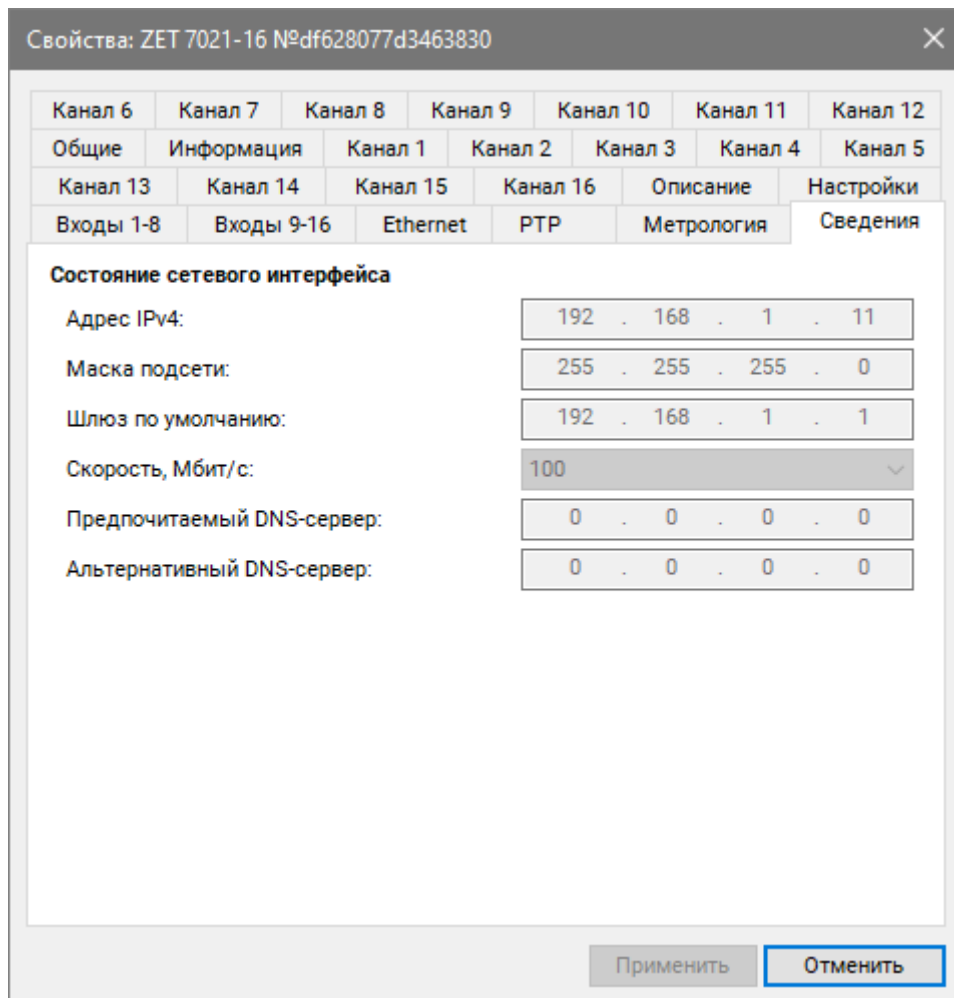 Свойства: ZET 7021-16 №df628077d3463830
Канал 6 Канал 7 Канал 8 Канал 9 Канал 10 Канал 11 Канал 12
Общие Информация Канал 1 Канал 2 Канал 3 Канал 4 Канал 5
Канал 13 Канал 14 Канал 15 Канал 16 Описание Настройки
Входы 1-8 Входы 9-16 Ethernet PTP Метрология Сведения
Состояние сетевого интерфейса
Адрес IPv4: 192 . 168 . 1 . 11
Маска подсети: 255 . 255 . 255 . 0
Шлюз по умолчанию: 192 . 168 . 1 . 1
Скорость, Мбит/с: 100
Предпочитаемый DNS-сервер: 0 . 0 . 0 . 0
Альтернативный DNS-сервер: 0 . 0 . 0 . 0
Применить Отменить